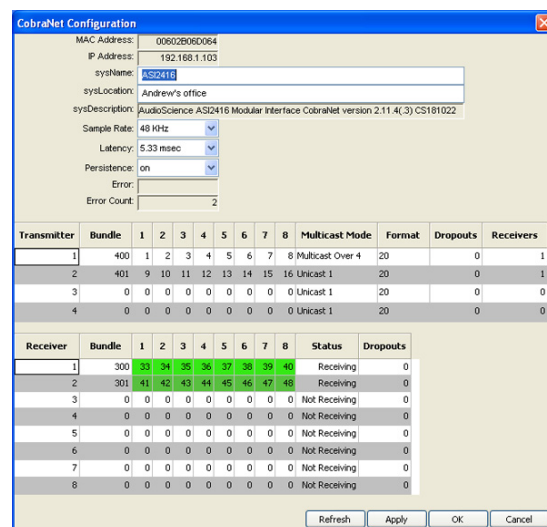 CobraNet Configuration
MAC Address: 00602B06D064
IP Address: 192.168.1.103
sysName: ASI2416
sysLocation: Andrew's office
sysDescription: AudioScience ASI2416 Modular Interface CobraNet version 2.11.4(.3) CS181022
Sample Rate: 48 KHz
Latency: 5.33 msec
Persistence: on
Error:
Error Count: 2
Transmitter Bundle 1 2 3 4 5 6 7 8 Multicast Mode Format Dropouts Receivers
1 400 1 2 3 4 5 6 7 8 Multicast Over 4 20 0 1
2 401 9 10 11 12 13 14 15 16 Unicast 1 20 0 1
3 0 0 0 0 0 0 0 0 0 Unicast 1 20 0 0
4 0 0 0 0 0 0 0 0 0 Unicast 1 20 0 0
Receiver Bundle 1 2 3 4 5 6 7 8 Status Dropouts
1 300 33 34 35 36 37 38 39 40 Receiving 0
2 301 41 42 43 44 45 46 47 48 Receiving 0
3 0 0 0 0 0 0 0 0 0 Not Receiving 0
4 0 0 0 0 0 0 0 0 0 Not Receiving 0
5 0 0 0 0 0 0 0 0 0 Not Receiving 0
6 0 0 0 0 0 0 0 0 0 Not Receiving 0
7 0 0 0 0 0 0 0 0 0 Not Receiving 0
8 0 0 0 0 0 0 0 0 0 Not Receiving 0
Refresh Apply OK Cancel